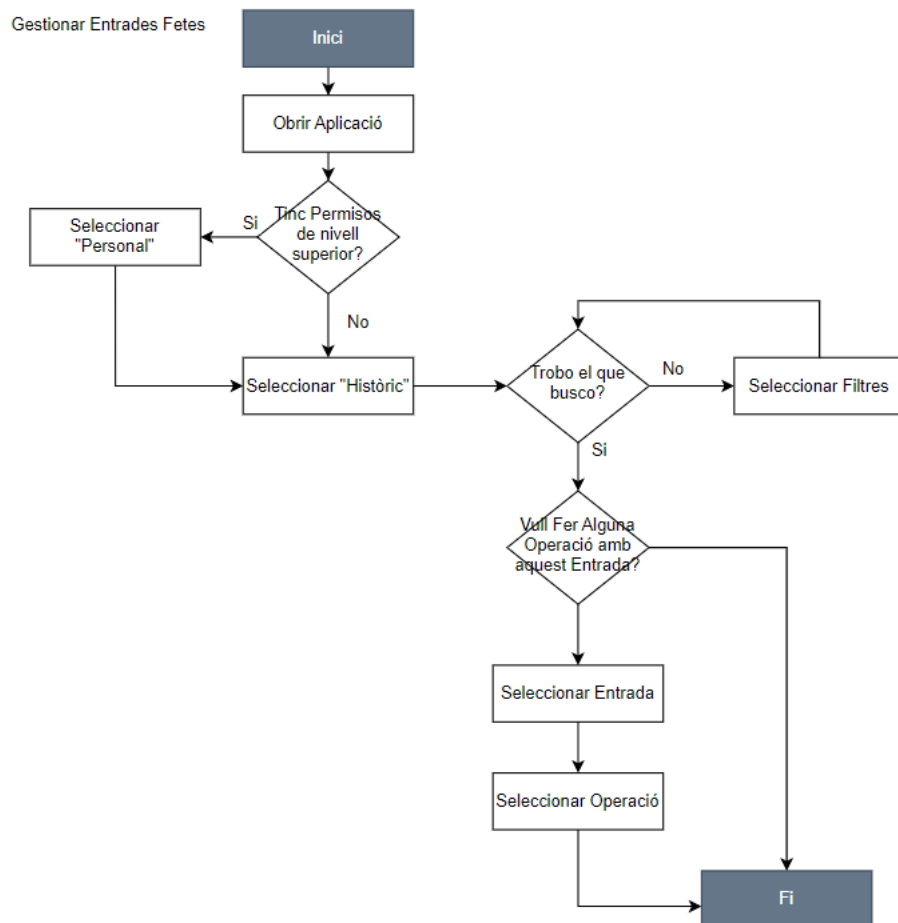 Gestionar Entrades Fetes
Inici
Obrir Aplicació
Tinc Permisos
de nivell
superior?
Si
Seleccionar
"Personal"
No
Seleccionar "Històric"
Trobo el que
busco?
No
Seleccionar Filtres
Si
Vull Fer Alguna
Operació amb
aquest Entrada?
Seleccionar Entrada
Seleccionar Operació
Fi